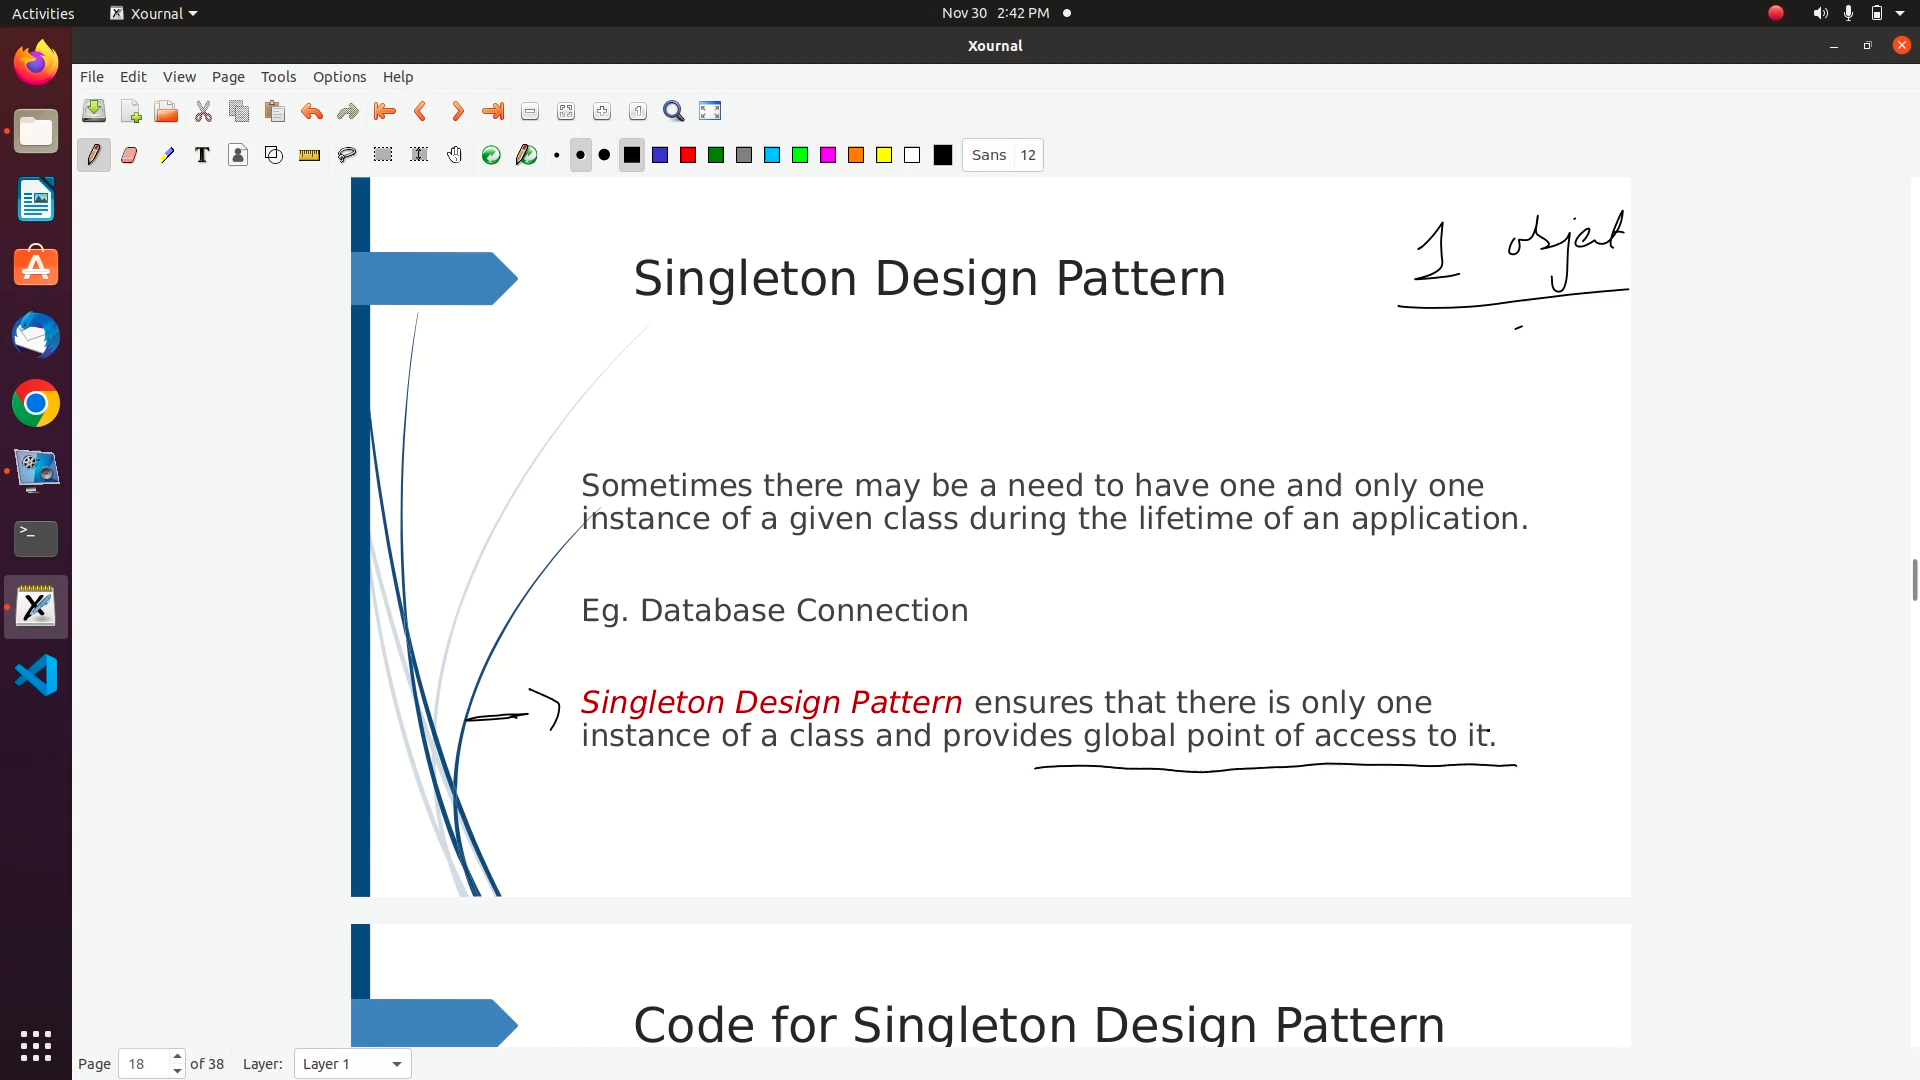 Activities Xournal Nov 30 2:42 PM
Xournal
File Edit View Page Tools Options Help
T Sans 12
Singleton Design Pattern
1 object
Sometimes there may be a need to have one and only one
instance of a given class during the lifetime of an application.
Eg. Database Connection
Singleton Design Pattern ensures that there is only one
instance of a class and provides global point of access to it.
Code for Singleton Design Pattern
Page 18 of 38 Layer: Layer 1